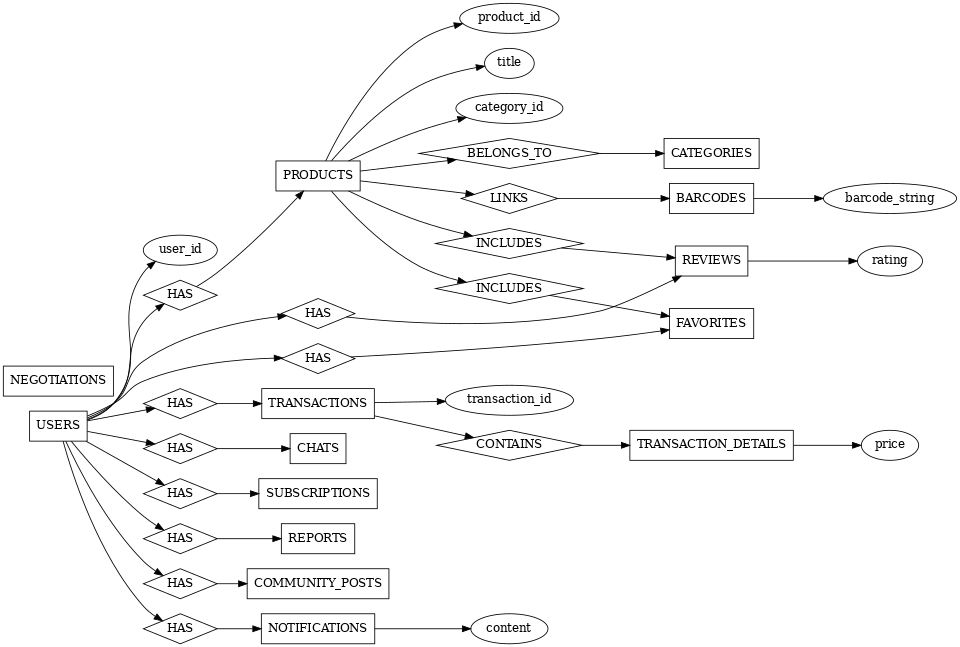 product_id
title
category_id
BELONGS_TO
CATEGORIES
PRODUCTS
LINKS
BARCODES
barcode_string
INCLUDES
user_id
REVIEWS
rating
INCLUDES
HAS
HAS
FAVORITES
HAS
NEGOTIATIONS
HAS
TRANSACTIONS
transaction_id
USERS
CONTAINS
TRANSACTION_DETAILS
price
HAS
CHATS
HAS
SUBSCRIPTIONS
HAS
REPORTS
HAS
COMMUNITY_POSTS
HAS
NOTIFICATIONS
content